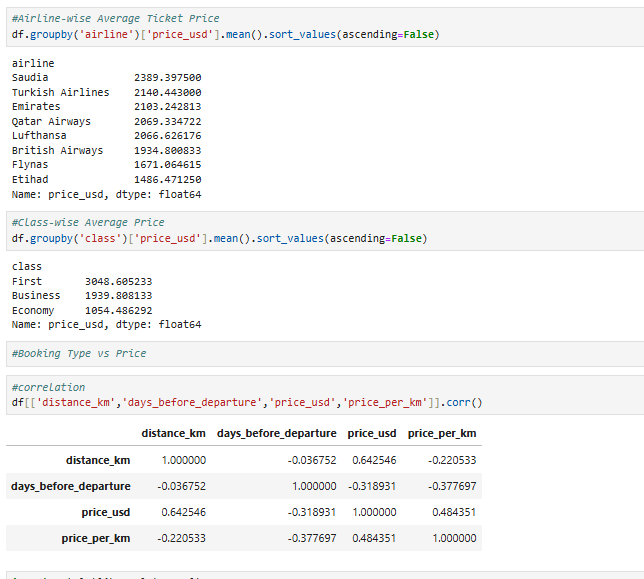 #Airline-wise Average Ticket Price
df.groupby('airline')['price_usd'].mean().sort_values(ascending=False)
airline
Saudia 2389.397500
Turkish Airlines 2140.443000
Emirates 2103.242813
Qatar Airways 2069.334722
Lufthansa 2066.626176
British Airways 1934.800833
Flynas 1671.064615
Etihad 1486.471250
Name: price_usd, dtype: float64
#Class-wise Average Price
df.groupby('class')['price_usd'].mean().sort_values(ascending=False)
class
First 3048.605233
Business 1939.808133
Economy 1054.486292
Name: price_usd, dtype: float64
#Booking Type vs Price
#correlation
df[['distance_km','days_before_departure','price_usd','price_per_km']].corr()
distance_km days_before_departure price_usd price_per_km
distance_km 1.000000 -0.036752 0.642546 -0.220533
days_before_departure -0.036752 1.000000 -0.318931 -0.377697
price_usd 0.642546 -0.318931 1.000000 0.484351
price_per_km -0.220533 -0.377697 0.484351 1.000000